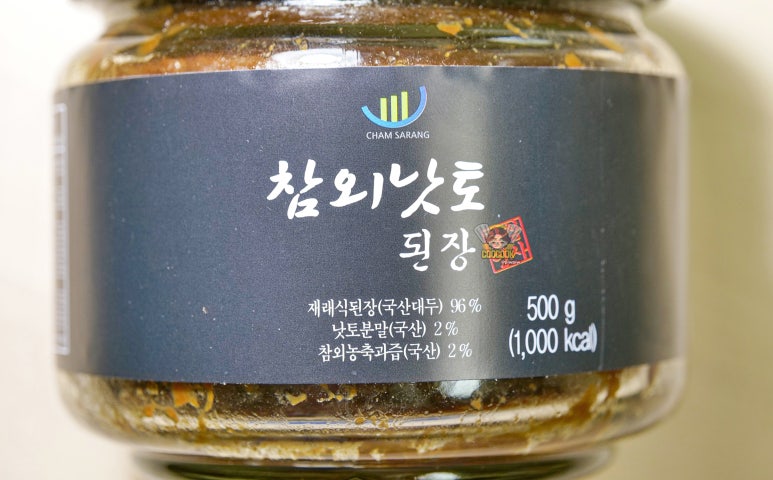 CHAM SARANG
참외낫토
된장
재래식된장(국산대두) 96%
낫토분말(국산) 2%
참외농축과즙(국산) 2%
500 g
(1,000 kcal)